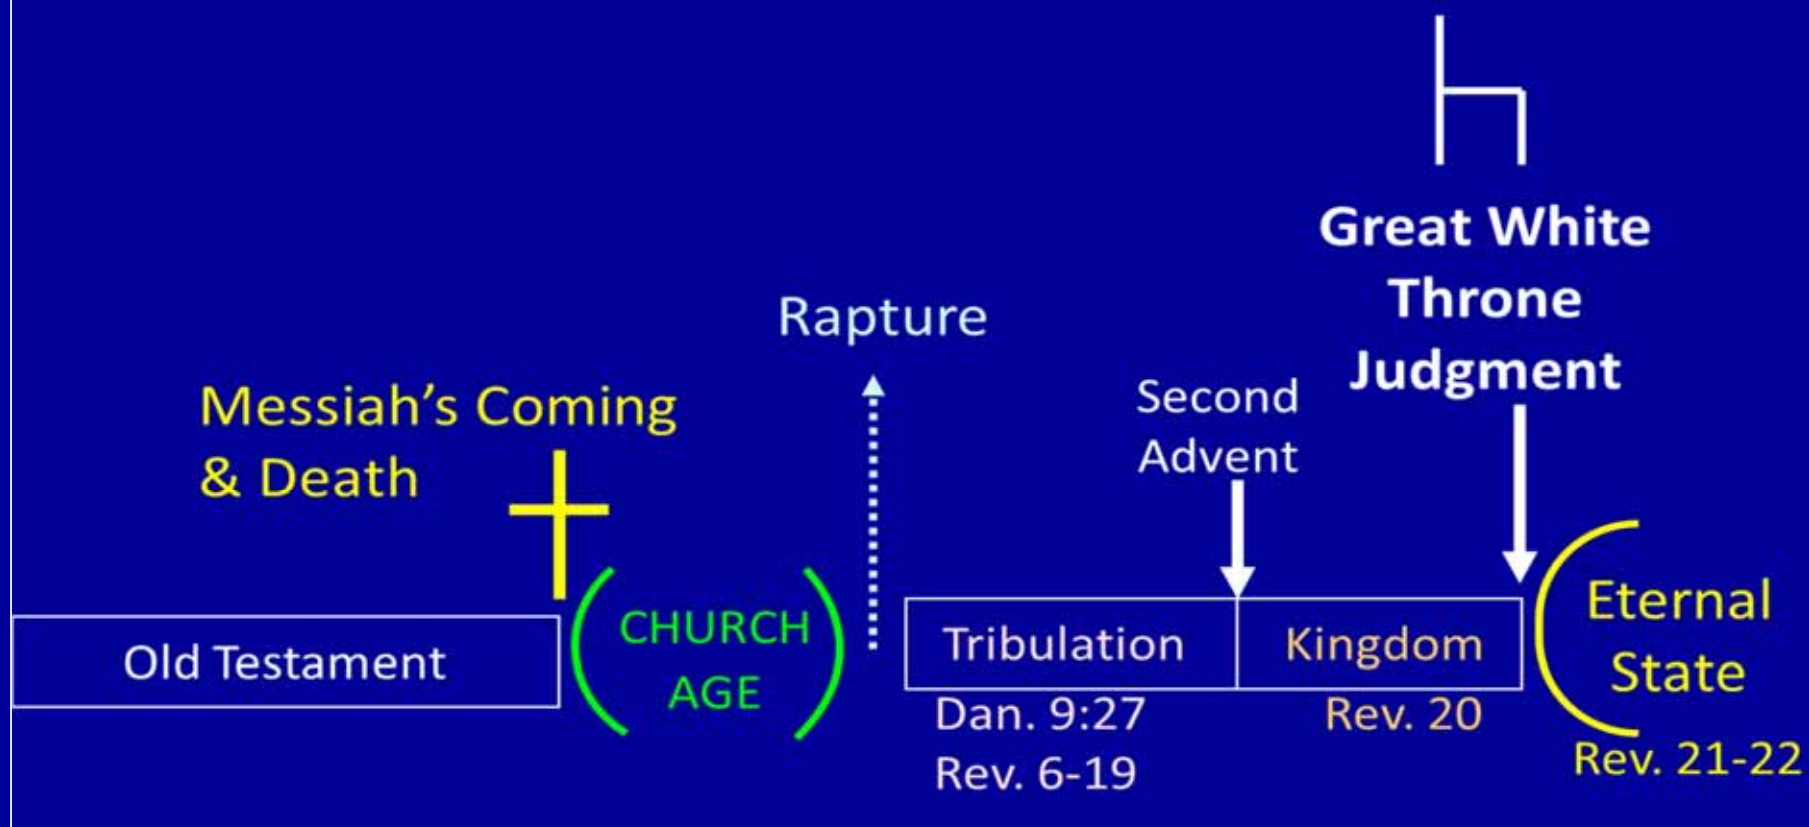 Great White
Throne
Judgment
Rapture
Second
Advent
Messiah’s Coming
& Death
Old Testament
CHURCH
AGE
Tribulation
Kingdom
Eternal
State
Dan. 9:27
Rev. 6-19
Rev. 20
Rev. 21-22